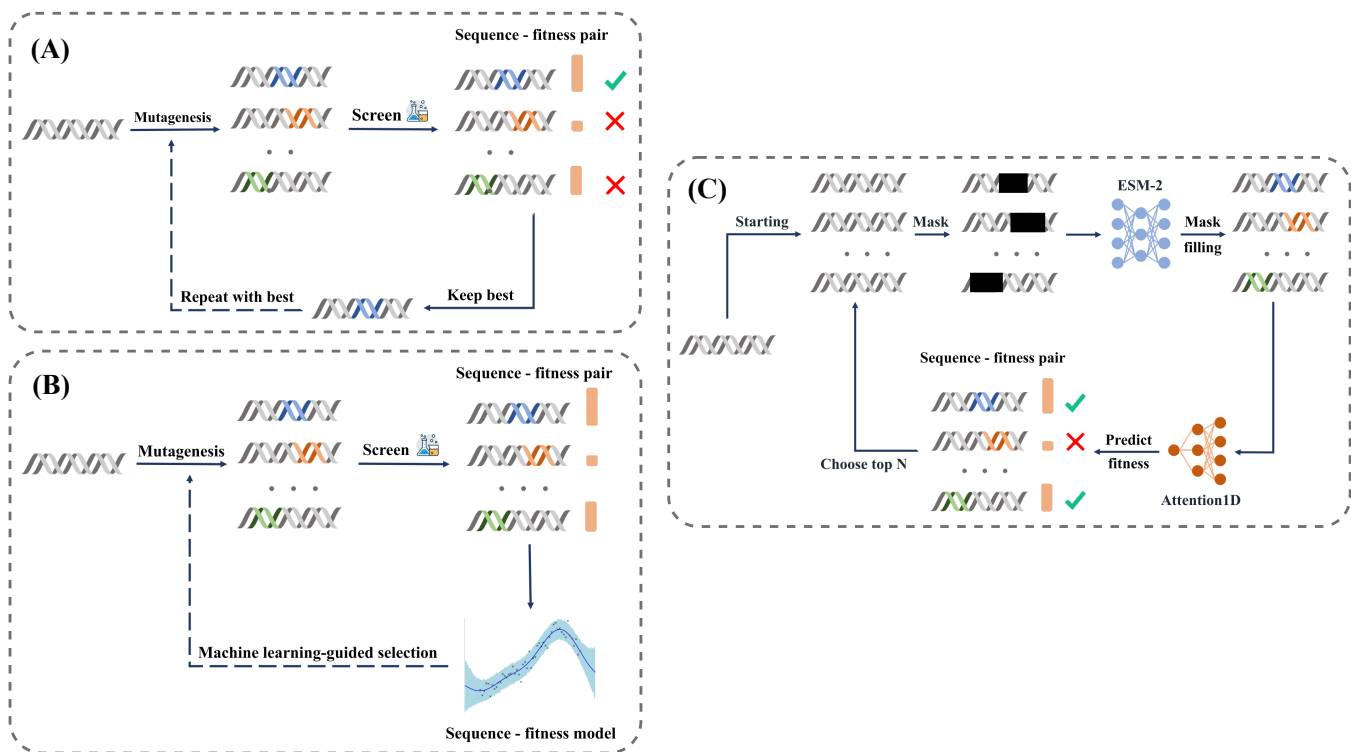 (A)
Sequence - fitness pair
Mutagenesis
Screen
Repeat with best
Keep best
(B)
Sequence - fitness pair
Mutagenesis
Screen
Machine learning-guided selection
Sequence - fitness model
(C)
ESM-2
Starting
Mask
Mask
filling
Sequence - fitness pair
Choose top N
Predict
fitness
Attention1D